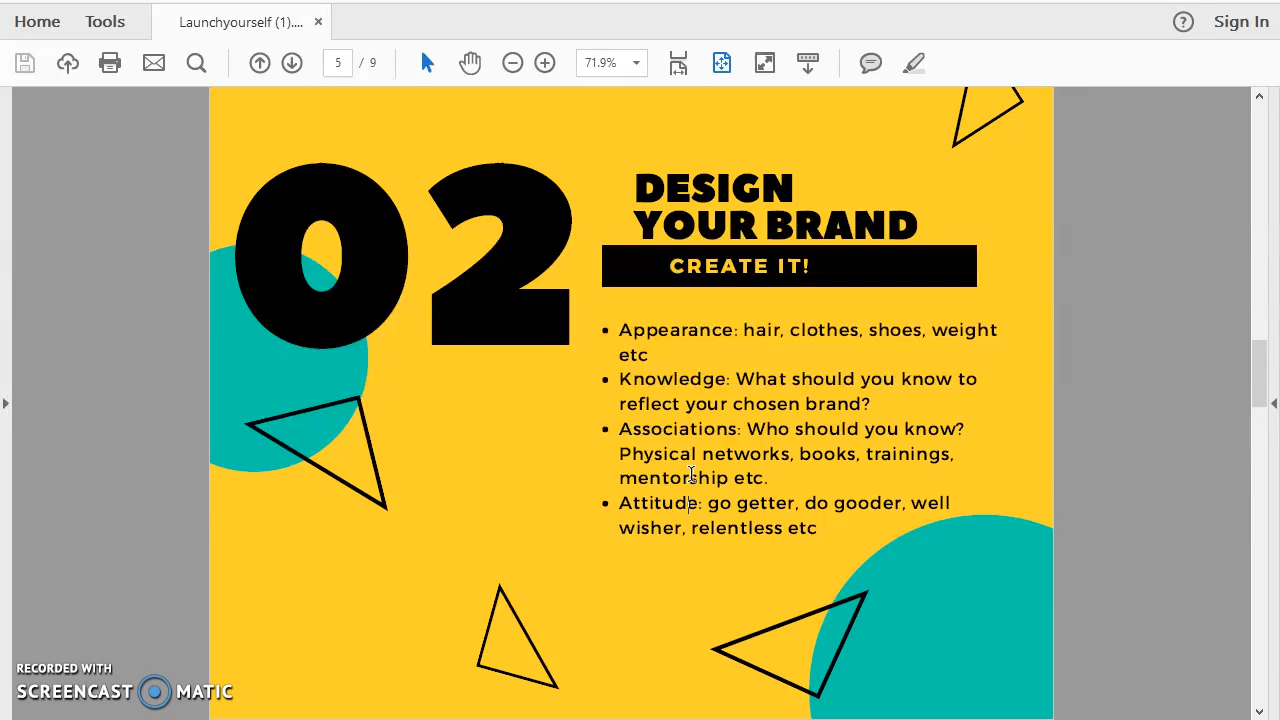 Home Tools Launchyourself (1).... × ? Sign In
5 / 9 71.9%
02
DESIGN
YOUR BRAND
CREATE IT!
• Appearance: hair, clothes, shoes, weight
etc
• Knowledge: What should you know to
reflect your chosen brand?
• Associations: Who should you know?
Physical networks, books, trainings,
mentorship etc.
• Attitude: go getter, do gooder, well
wisher, relentless etc
RECORDED WITH
SCREENCAST MATIC